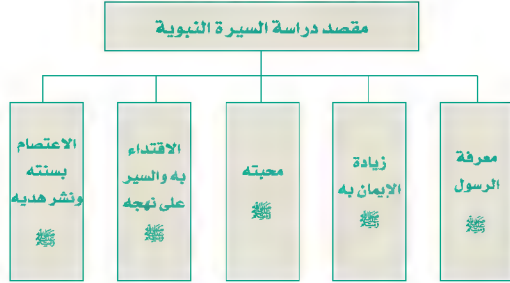 مقصد دراسة السيرة النبوية
معرفة
الرسول
ﷺ
زيادة
الإيمان به
ﷺ
محبته
ﷺ
الاقتداء
به والسير
على نهجه
ﷺ
الاعتصام
بسنته
ونشر هديه
ﷺ